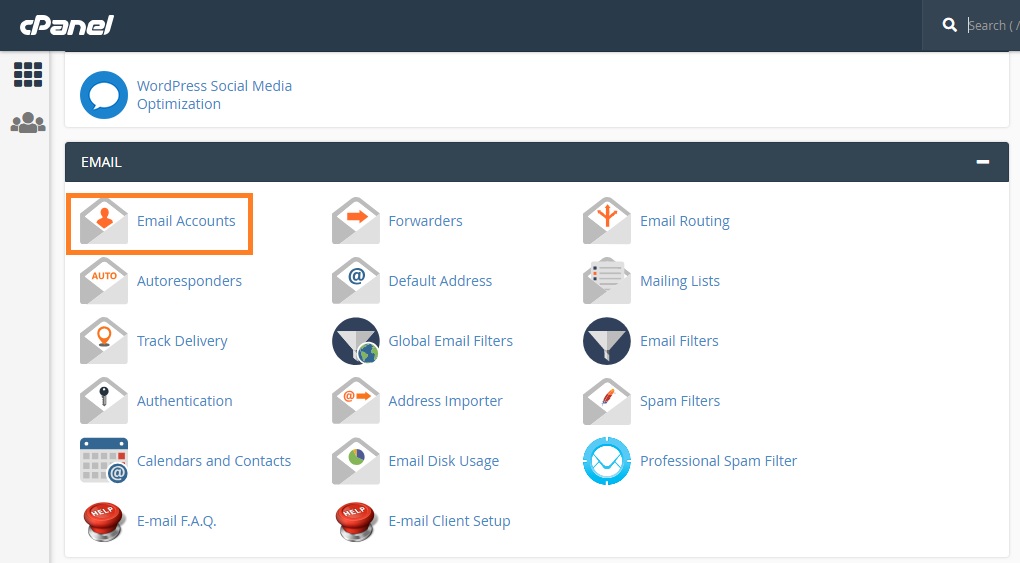 cPanel
Search ( /
WordPress Social Media
Optimization
EMAIL
Email Accounts
Forwarders
Email Routing
AUTO
Autoresponders
@
Default Address
Mailing Lists
Track Delivery
Global Email Filters
Email Filters
Authentication
@
Address Importer
Spam Filters
@
Calendars and Contacts
Email Disk Usage
Professional Spam Filter
HELP
E-mail F.A.Q.
HELP
E-mail Client Setup